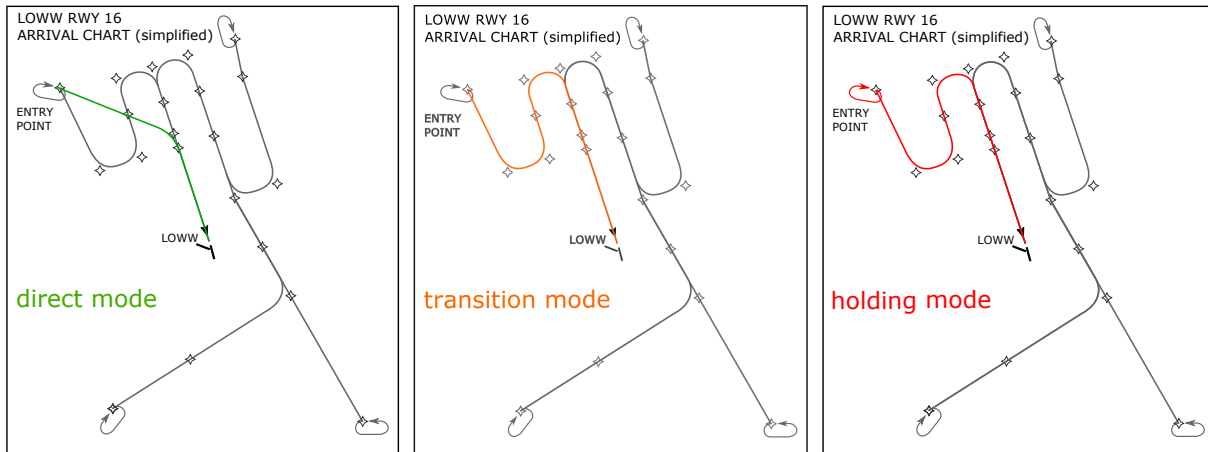 LOWW RWY 16
ARRIVAL CHART (simplified)
ENTRY
POINT
LOWW
direct mode
LOWW RWY 16
ARRIVAL CHART (simplified)
ENTRY
POINT
LOWW
transition mode
LOWW RWY 16
ARRIVAL CHART (simplified)
ENTRY
POINT
LOWW
holding mode